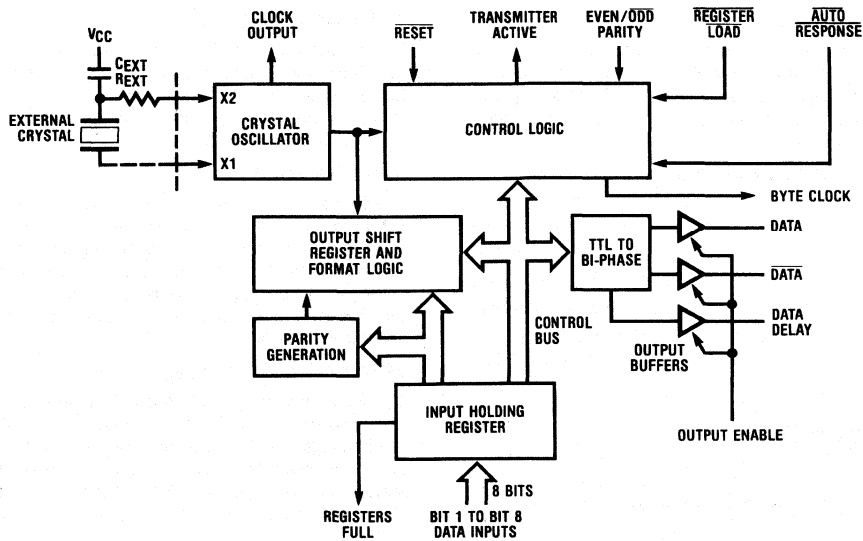 CLOCK
OUTPUT
RESET
TRANSMITTER
ACTIVE
EVEN/ODD
PARITY
REGISTER
LOAD
AUTO
RESPONSE
VCC
CEXT
REXT
EXTERNAL
CRYSTAL
X2
X1
CRYSTAL
OSCILLATOR
CONTROL LOGIC
BYTE CLOCK
OUTPUT SHIFT
REGISTER AND
FORMAT LOGIC
TTL TO
BI-PHASE
DATA
DATA
DATA
DELAY
PARITY
GENERATION
CONTROL
BUS
OUTPUT
BUFFERS
INPUT HOLDING
REGISTER
OUTPUT ENABLE
8 BITS
REGISTERS
FULL
BIT 1 TO BIT 8
DATA INPUTS